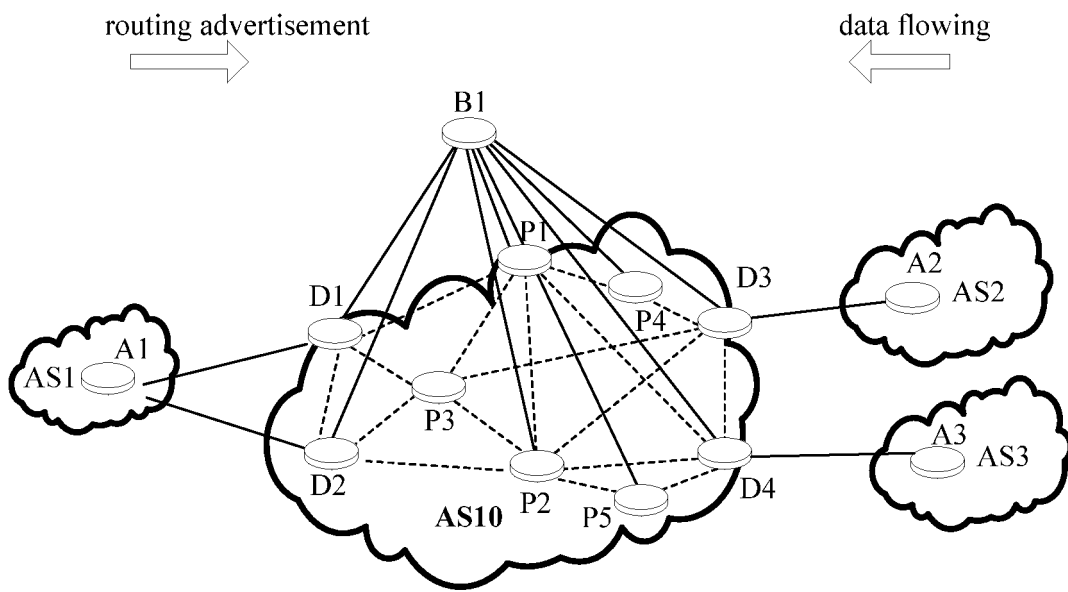 routing advertisement
data flowing
B1
P1
D3
A2
AS2
D1
P4
A1
AS1
P3
A3
AS3
D2
P2
D4
P5
AS10